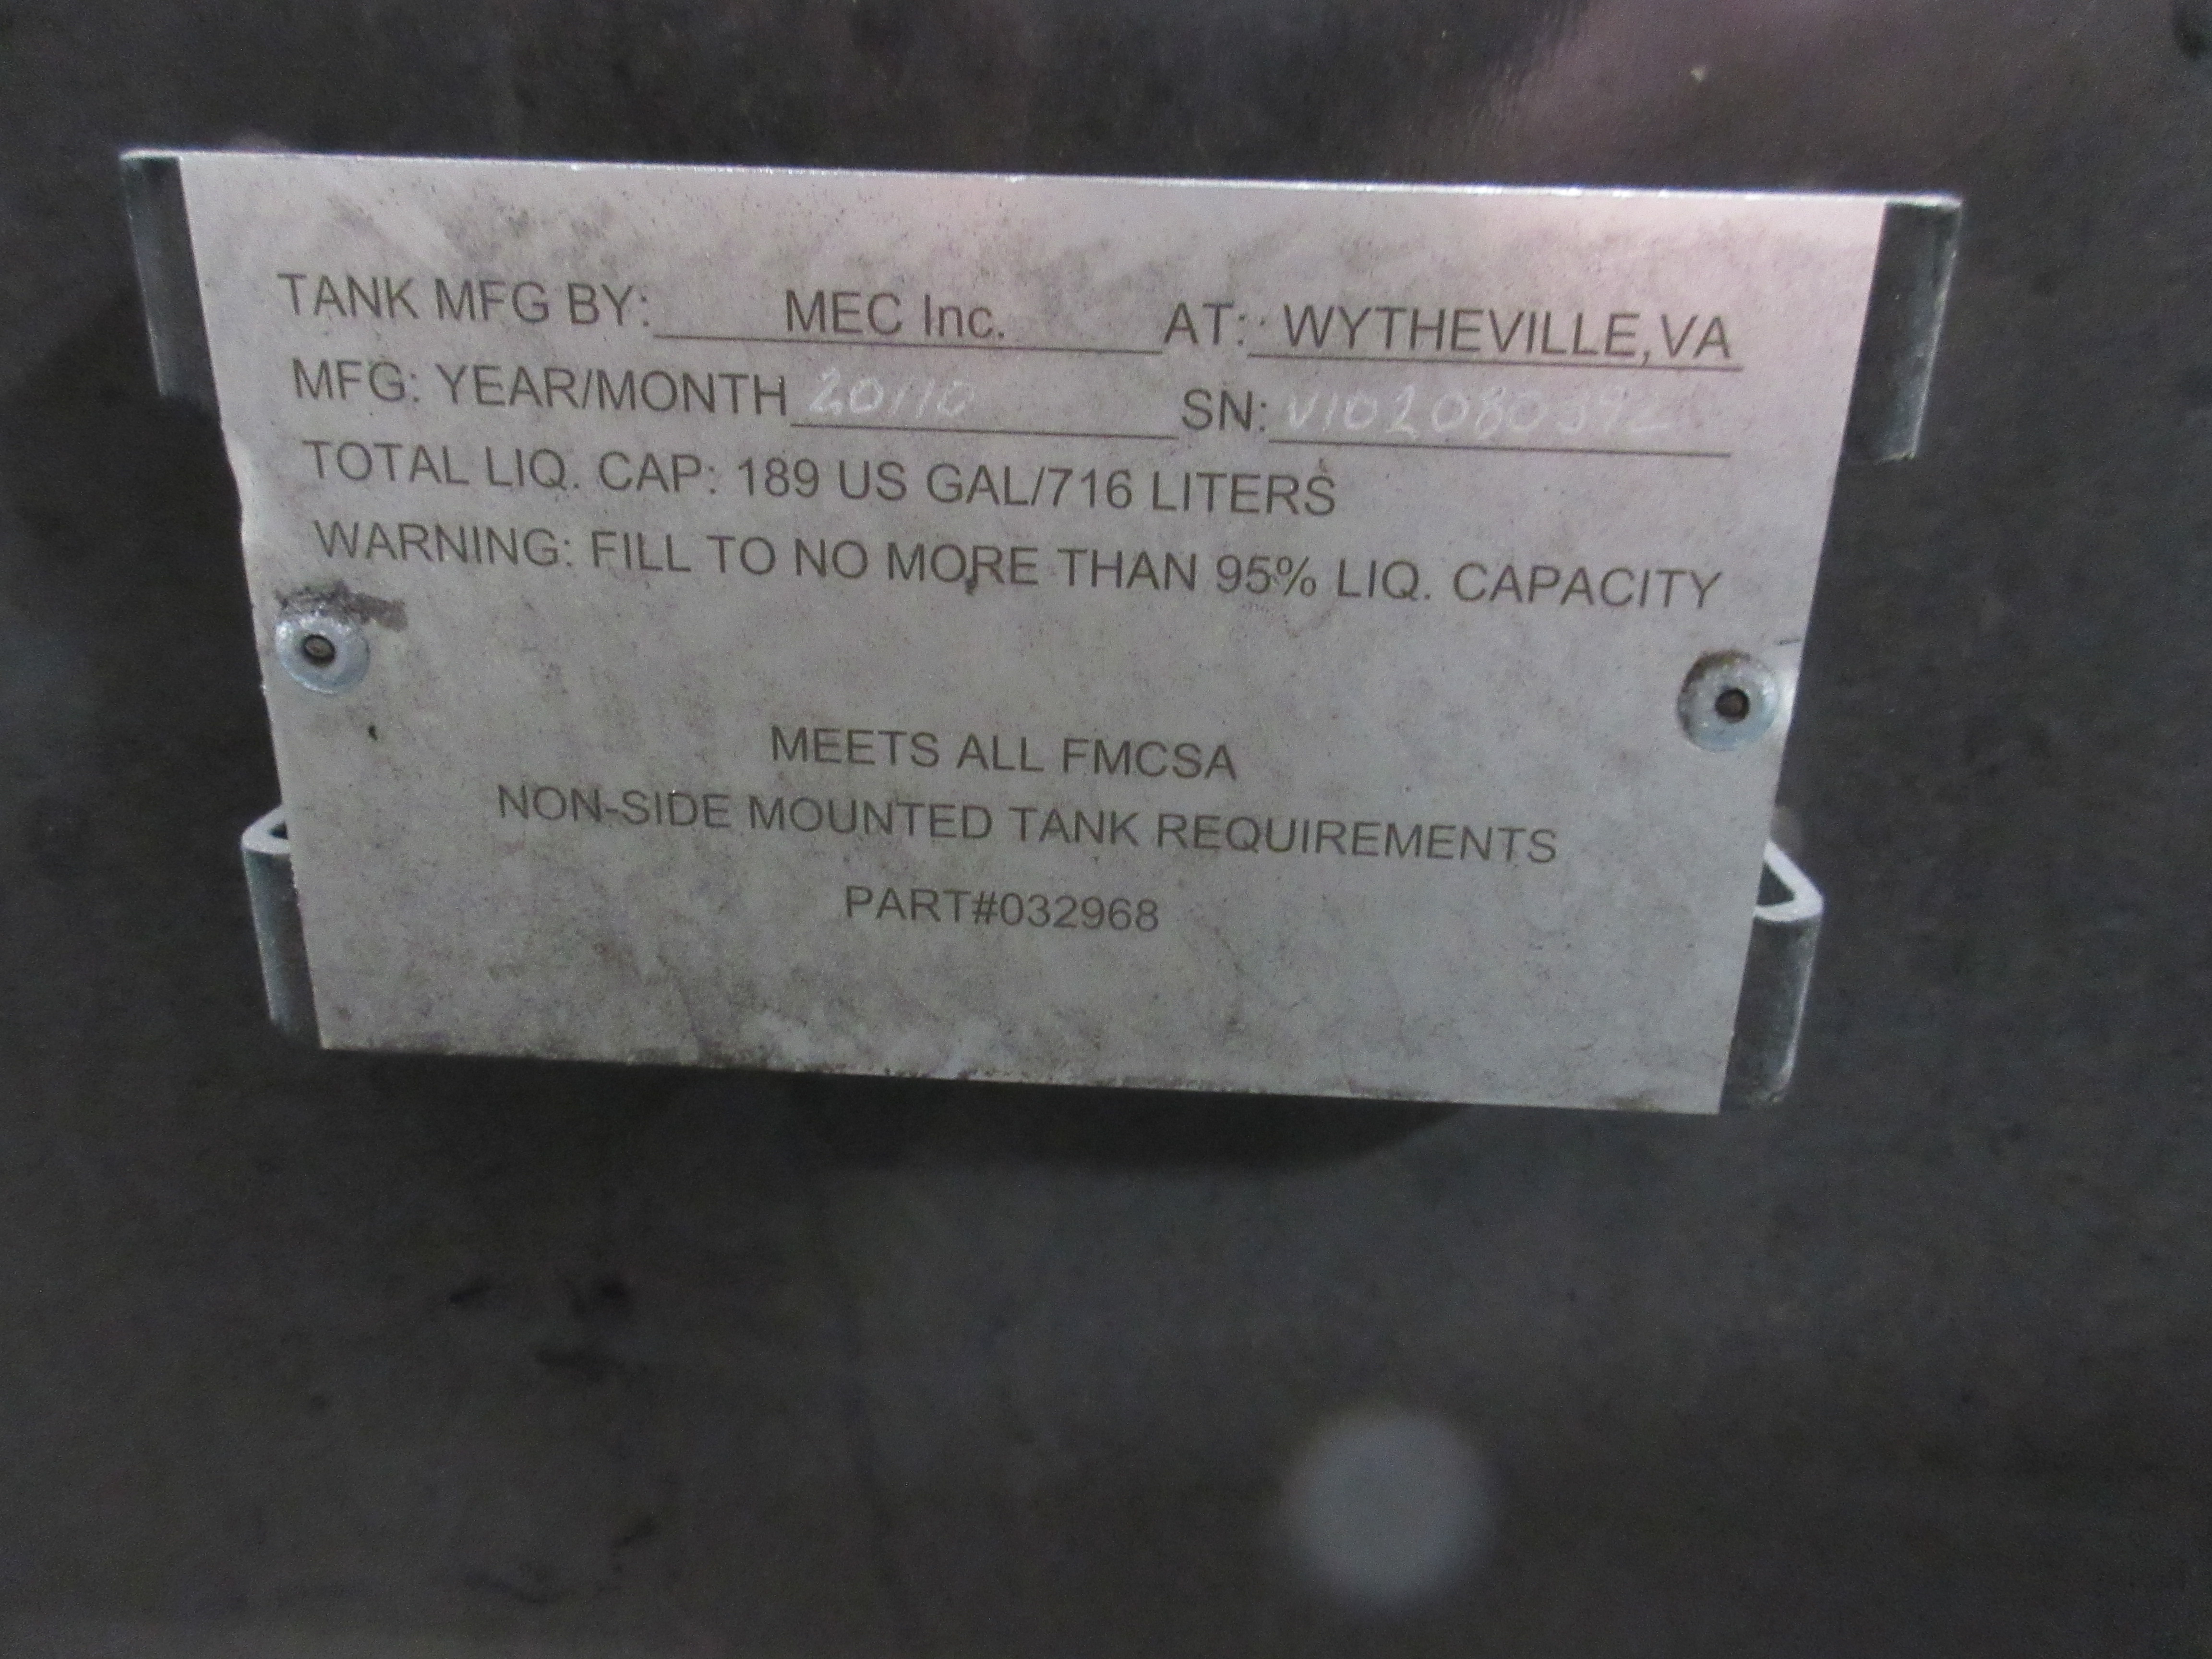 TANK MFG BY: MEC Inc. AT: WYTHEVILLE, VA
MFG: YEAR/MONTH 20110 SN:
TOTAL LIQ. CAP: 189 US GAL/716 LITERS
WARNING: FILL TO NO MORE THAN 95% LIQ. CAPACITY
MEETS ALL FMCSA
NON-SIDE MOUNTED TANK REQUIREMENTS
PART#032968